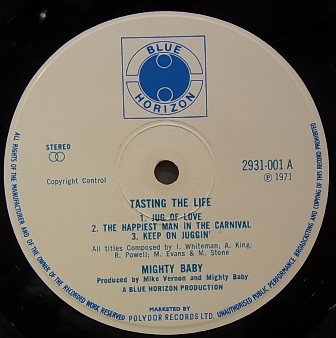 BLUE
HORIZON
STEREO
2931-001 A
Ⓟ 1971
Copyright Control
TASTING THE LIFE
1. JUG OF LOVE
2. THE HAPPIEST MAN IN THE CARNIVAL
3. KEEP ON JUGGIN'
All titles Composed by I. Whiteman; A. King,
R. Powell; M. Evans & M. Stone
MIGHTY BABY
Produced by Mike Vernon and Mighty Baby
A BLUE HORIZON PRODUCTION
MARKETED BY
POLYDOR RECORDS LTD.
ALL RIGHTS OF THE MANUFACTURER AND OF THE OWNER OF THE RECORDED WORK RESERVED
UNAUTHORISED PUBLIC PERFORMANCE BROADCASTING AND COPYING OF THIS RECORD PROHIBITED